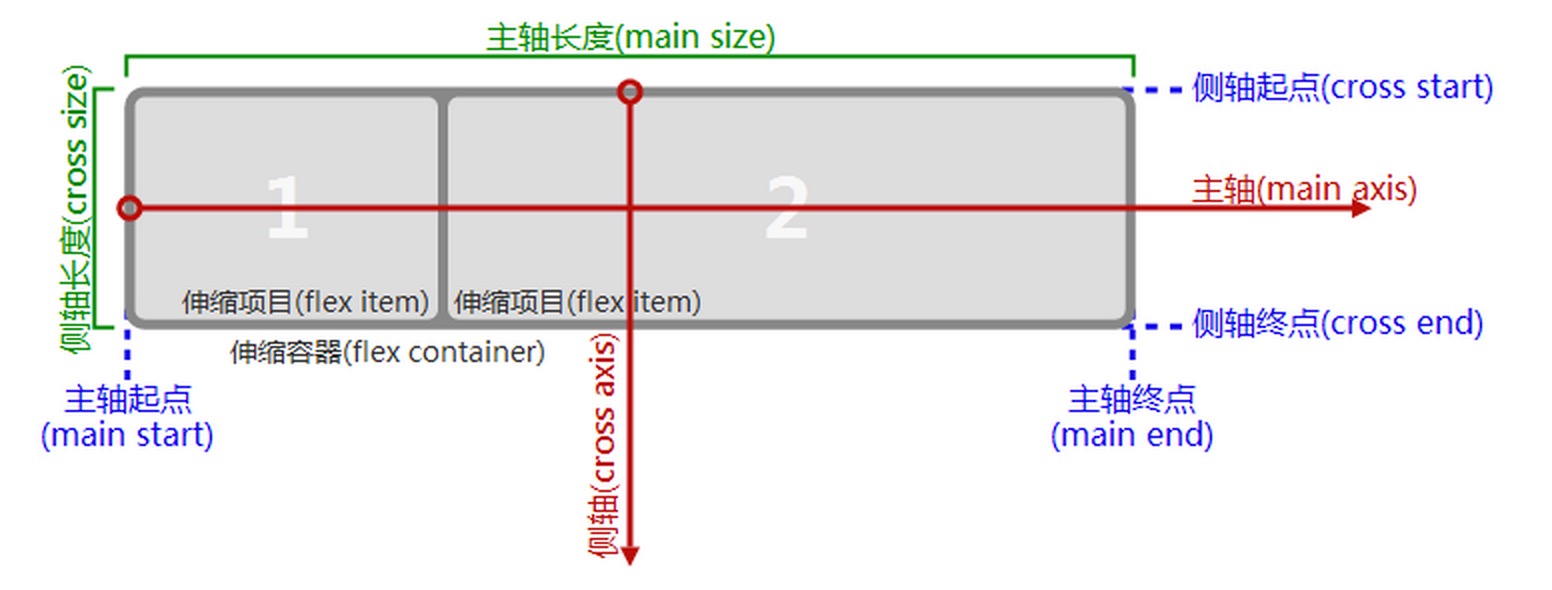 主轴长度(main size)
侧轴长度(cross size)
侧轴起点(cross start)
主轴(main axis)
1
2
伸缩项目(flex item)
伸缩项目(flex item)
侧轴终点(cross end)
伸缩容器(flex container)
侧轴(cross axis)
主轴起点
(main start)
主轴终点
(main end)